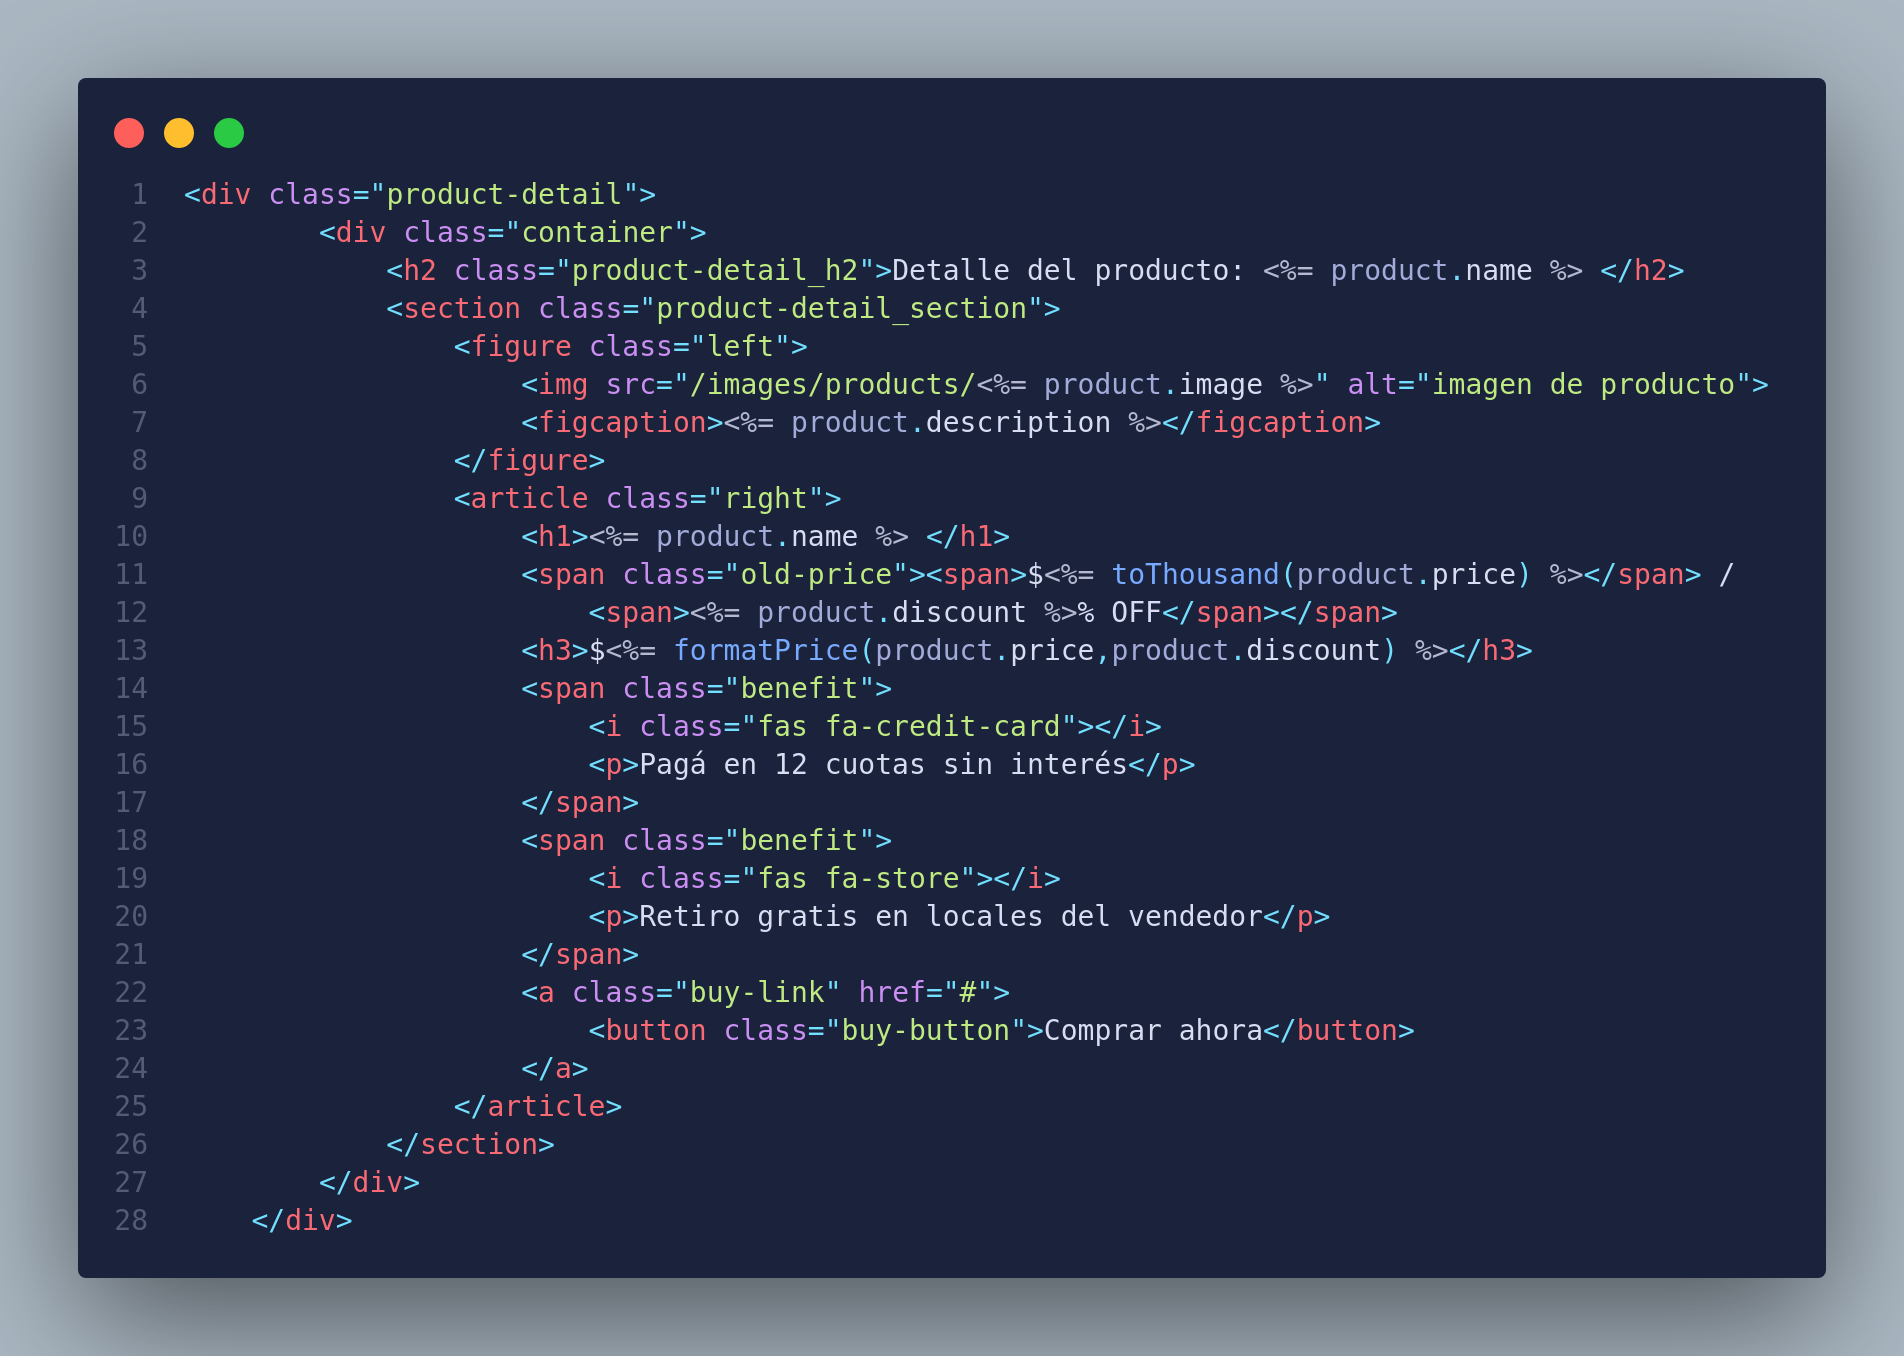 1 <div class="product-detail">
2         <div class="container">
3             <h2 class="product-detail_h2">Detalle del producto: <%= product.name %> </h2>
4             <section class="product-detail_section">
5                 <figure class="left">
6                     <img src="/images/products/<%= product.image %>" alt="imagen de producto">
7                     <figcaption><%= product.description %></figcaption>
8                 </figure>
9                 <article class="right">
10                     <h1><%= product.name %> </h1>
11                     <span class="old-price"><span>$<%= toThousand(product.price) %></span> /
12                         <span><%= product.discount %>% OFF</span></span>
13                     <h3>$<%= formatPrice(product.price,product.discount) %></h3>
14                     <span class="benefit">
15                         <i class="fas fa-credit-card"></i>
16                         <p>Pagá en 12 cuotas sin interés</p>
17                     </span>
18                     <span class="benefit">
19                         <i class="fas fa-store"></i>
20                         <p>Retiro gratis en locales del vendedor</p>
21                     </span>
22                     <a class="buy-link" href="#">
23                         <button class="buy-button">Comprar ahora</button>
24                     </a>
25                 </article>
26             </section>
27         </div>
28     </div>